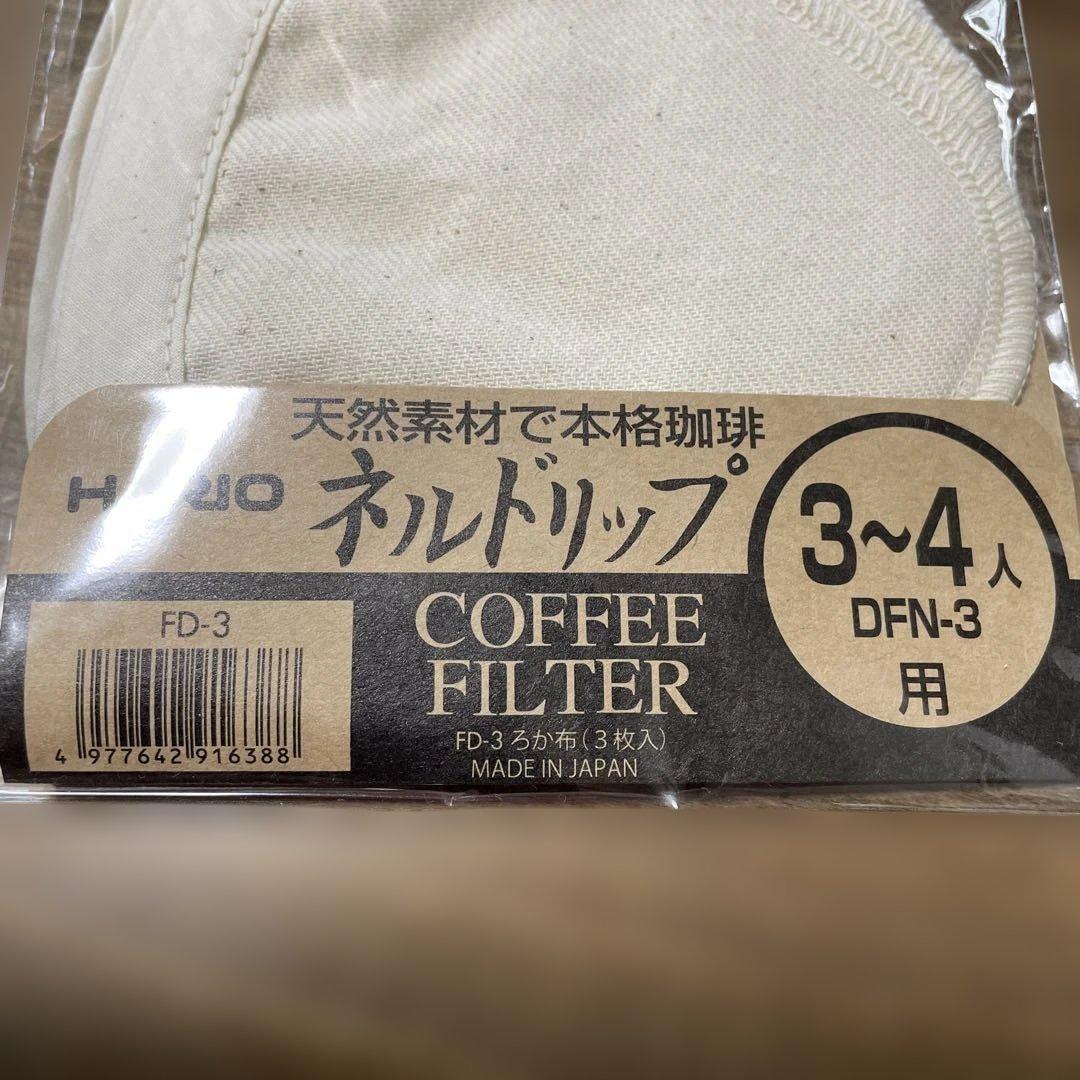 天然素材で本格珈琲
HARIO ネルドリップ
3~4人
DFN-3
用
FD-3
4 977642 916388
COFFEE
FILTER
FD-3 ろか布(3枚入)
MADE IN JAPAN